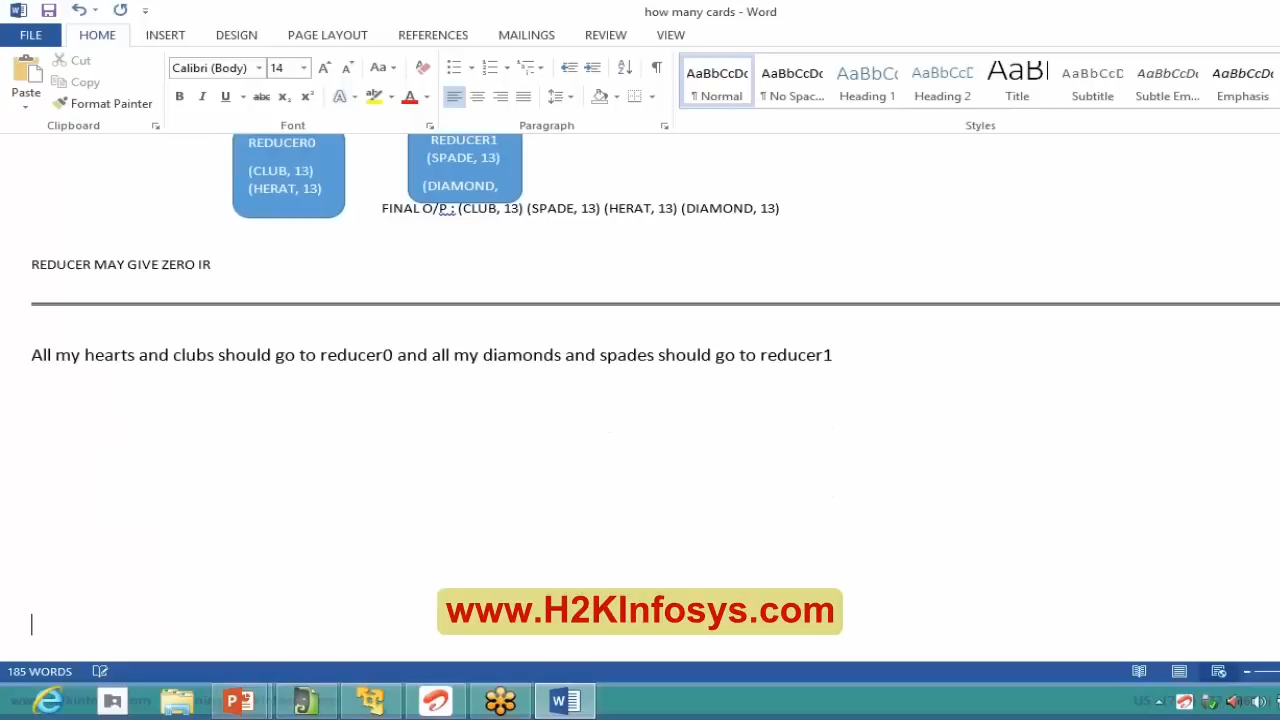 how many cards - Word
FILE HOME INSERT DESIGN PAGE LAYOUT REFERENCES MAILINGS REVIEW VIEW
Paste
Cut
Copy
Format Painter
Clipboard
Calibri (Body) 14
Font
Paragraph
AaBbCcDc AaBbCcDc AaBbCc AaBbCcD AaBl AaBbCcD AaBbCcDc AaBbCcDc
¶ Normal ¶ No Spac... Heading 1 Heading 2 Title Subtitle Subtle Em... Emphasis
Styles
REDUCER0
(CLUB, 13)
(HERAT, 13)
REDUCER1
(SPADE, 13)
(DIAMOND,
FINAL O/P : (CLUB, 13) (SPADE, 13) (HERAT, 13) (DIAMOND, 13)
REDUCER MAY GIVE ZERO IR
All my hearts and clubs should go to reducer0 and all my diamonds and spades should go to reducer1
www.H2KInfosys.com
185 WORDS